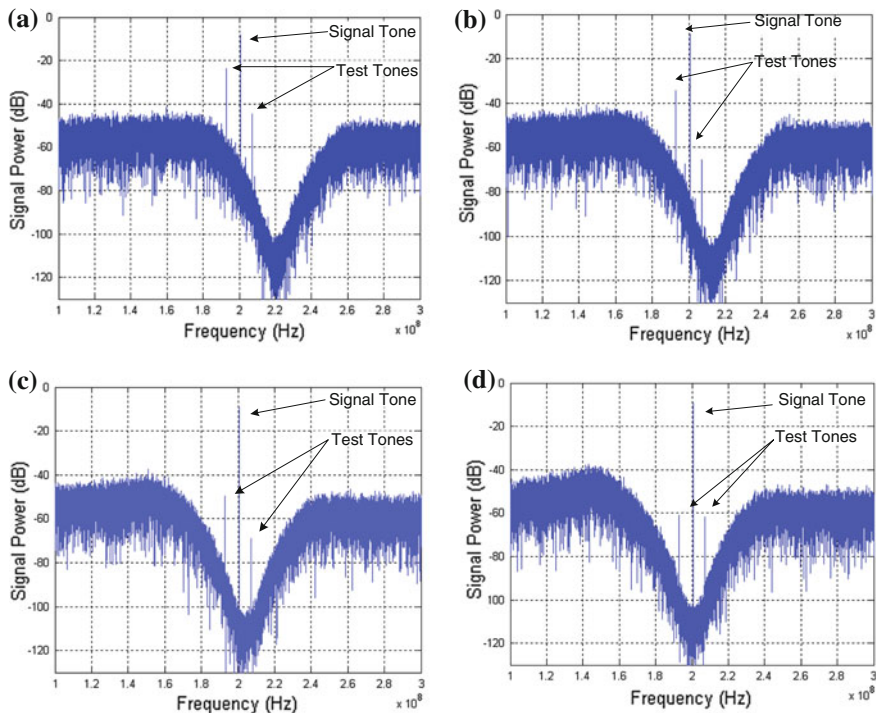 (a)
0
-20
-40
-60
-80
-100
-120
Signal Power (dB)
Signal Tone
Test Tones
1 1.2 1.4 1.6 1.8 2 2.2 2.4 2.6 2.8 3
Frequency (Hz)
x 10^8
(b)
0
-20
-40
-60
-80
-100
-120
Signal Power (dB)
Signal Tone
Test Tones
1 1.2 1.4 1.6 1.8 2 2.2 2.4 2.6 2.8 3
Frequency (Hz)
x 10^8
(c)
0
-20
-40
-60
-80
-100
-120
Signal Power (dB)
Signal Tone
Test Tones
1 1.2 1.4 1.6 1.8 2 2.2 2.4 2.6 2.8 3
Frequency (Hz)
x 10^8
(d)
0
-20
-40
-60
-80
-100
-120
Signal Power (dB)
Signal Tone
Test Tones
1 1.2 1.4 1.6 1.8 2 2.2 2.4 2.6 2.8 3
Frequency (Hz)
x 10^8